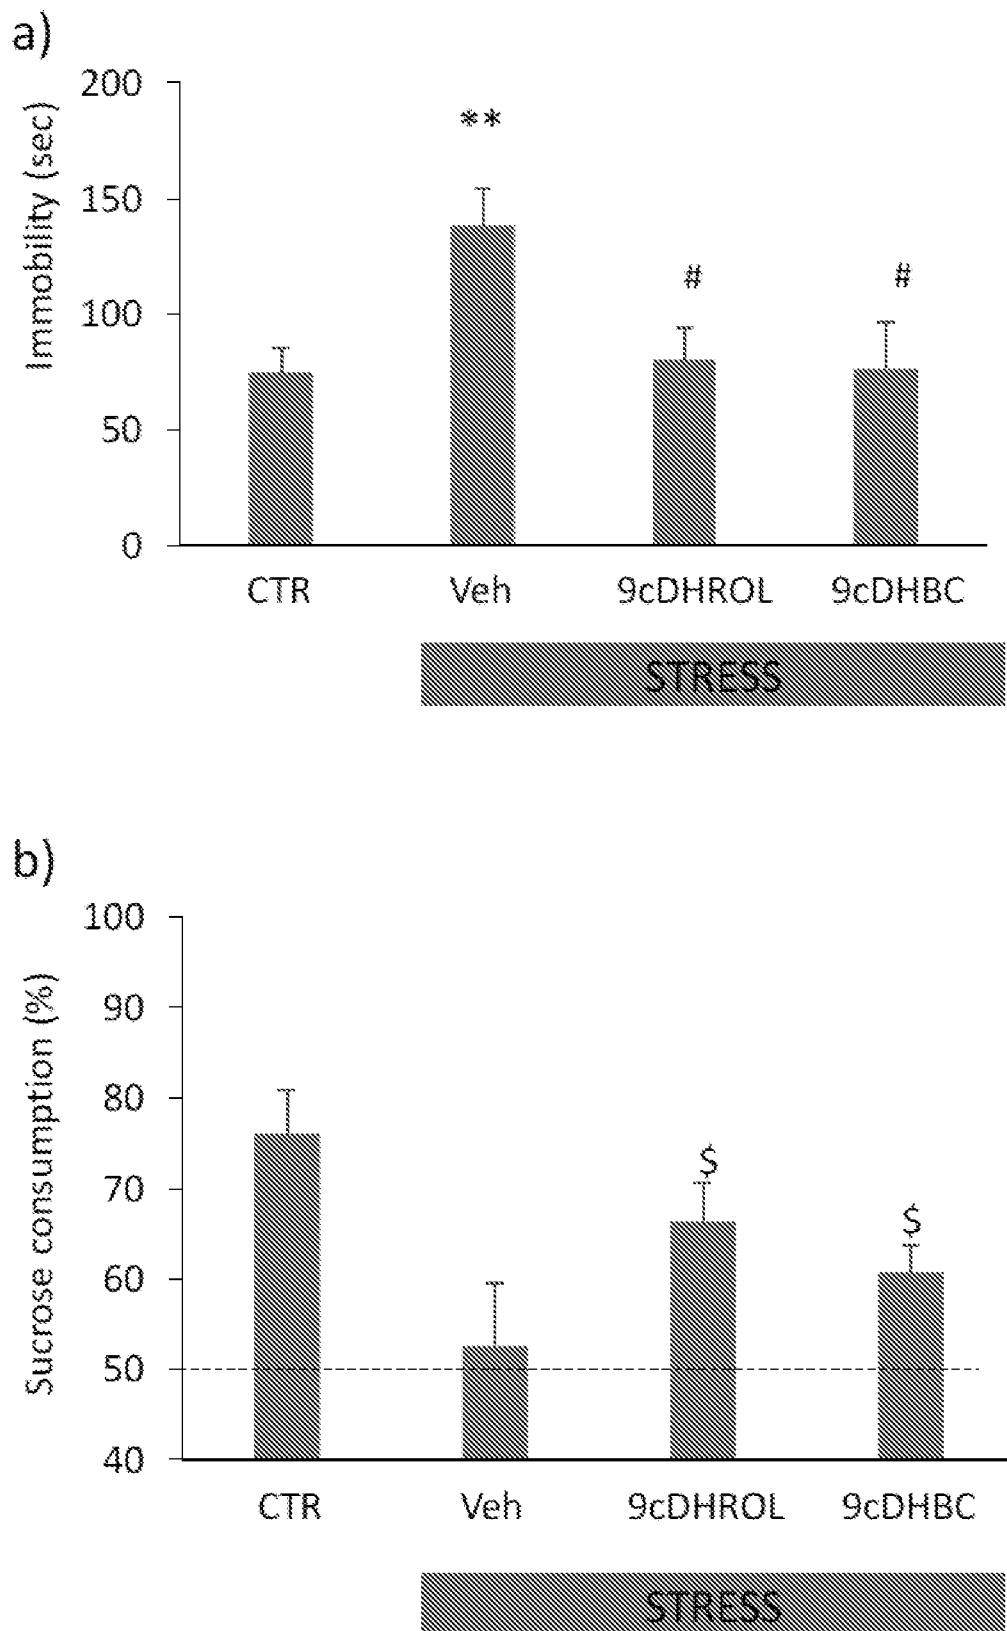 a)
Immobility (sec)
200
150
100
50
0
**
#
#
CTR Veh 9cDHROL 9cDHBC
STRESS
b)
Sucrose consumption (%)
100
90
80
70
60
50
40
$
$
CTR Veh 9cDHROL 9cDHBC
STRESS